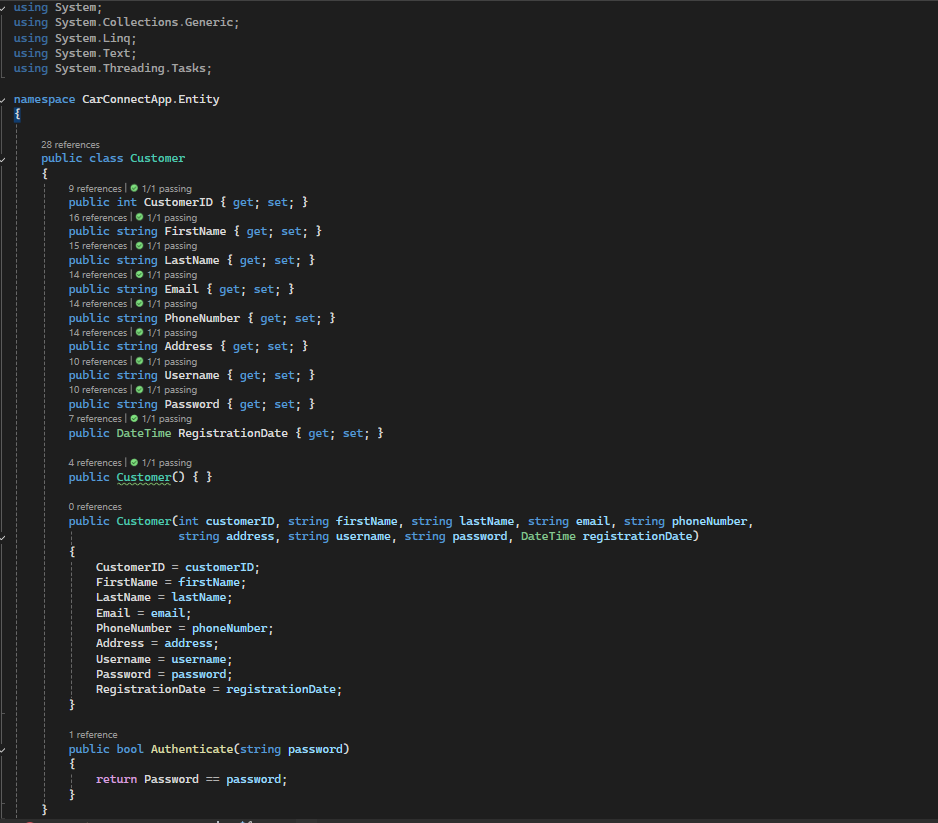 using System;
using System.Collections.Generic;
using System.Linq;
using System.Text;
using System.Threading.Tasks;
namespace CarConnectApp.Entity
{
28 references
public class Customer
{
9 references | 1/1 passing
public int CustomerID { get; set; }
16 references | 1/1 passing
public string FirstName { get; set; }
15 references | 1/1 passing
public string LastName { get; set; }
14 references | 1/1 passing
public string Email { get; set; }
14 references | 1/1 passing
public string PhoneNumber { get; set; }
14 references | 1/1 passing
public string Address { get; set; }
10 references | 1/1 passing
public string Username { get; set; }
10 references | 1/1 passing
public string Password { get; set; }
7 references | 1/1 passing
public DateTime RegistrationDate { get; set; }
4 references | 1/1 passing
public Customer() { }
0 references
public Customer(int customerID, string firstName, string lastName, string email, string phoneNumber,
string address, string username, string password, DateTime registrationDate)
{
CustomerID = customerID;
FirstName = firstName;
LastName = lastName;
Email = email;
PhoneNumber = phoneNumber;
Address = address;
Username = username;
Password = password;
RegistrationDate = registrationDate;
}
1 reference
public bool Authenticate(string password)
{
return Password == password;
}
}